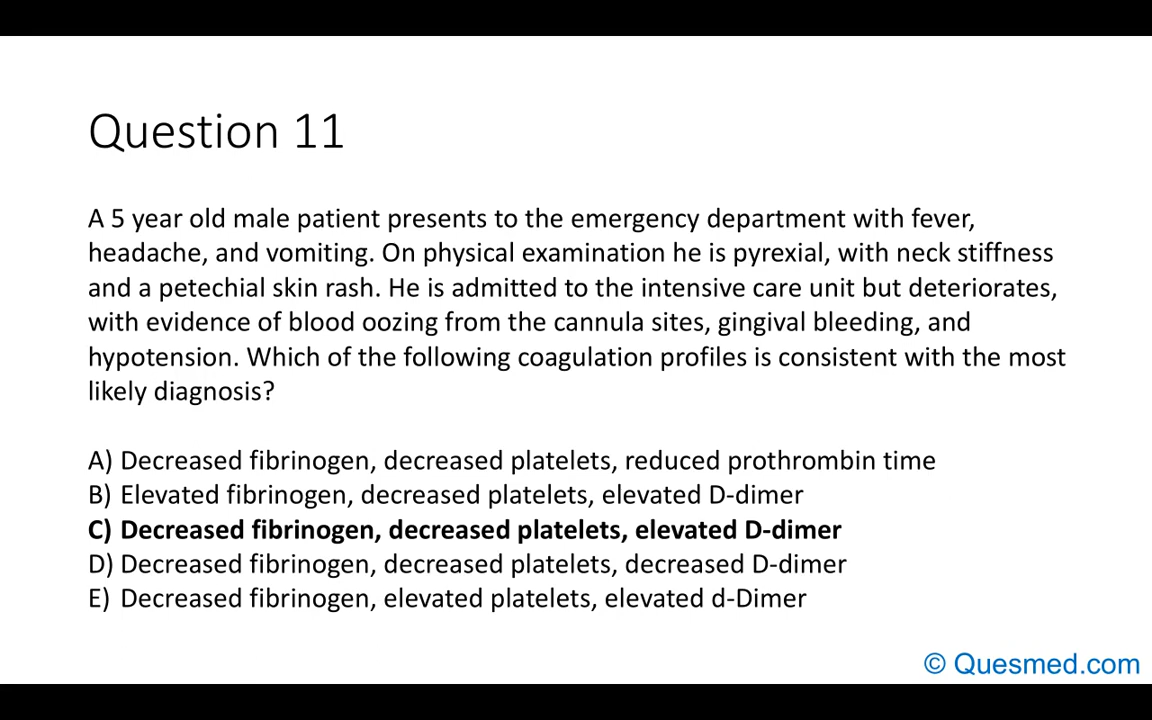 Question 11
A 5 year old male patient presents to the emergency department with fever,
headache, and vomiting. On physical examination he is pyrexial, with neck stiffness
and a petechial skin rash. He is admitted to the intensive care unit but deteriorates,
with evidence of blood oozing from the cannula sites, gingival bleeding, and
hypotension. Which of the following coagulation profiles is consistent with the most
likely diagnosis?
A) Decreased fibrinogen, decreased platelets, reduced prothrombin time
B) Elevated fibrinogen, decreased platelets, elevated D-dimer
C) Decreased fibrinogen, decreased platelets, elevated D-dimer
D) Decreased fibrinogen, decreased platelets, decreased D-dimer
E) Decreased fibrinogen, elevated platelets, elevated d-Dimer
© Quesmed.com